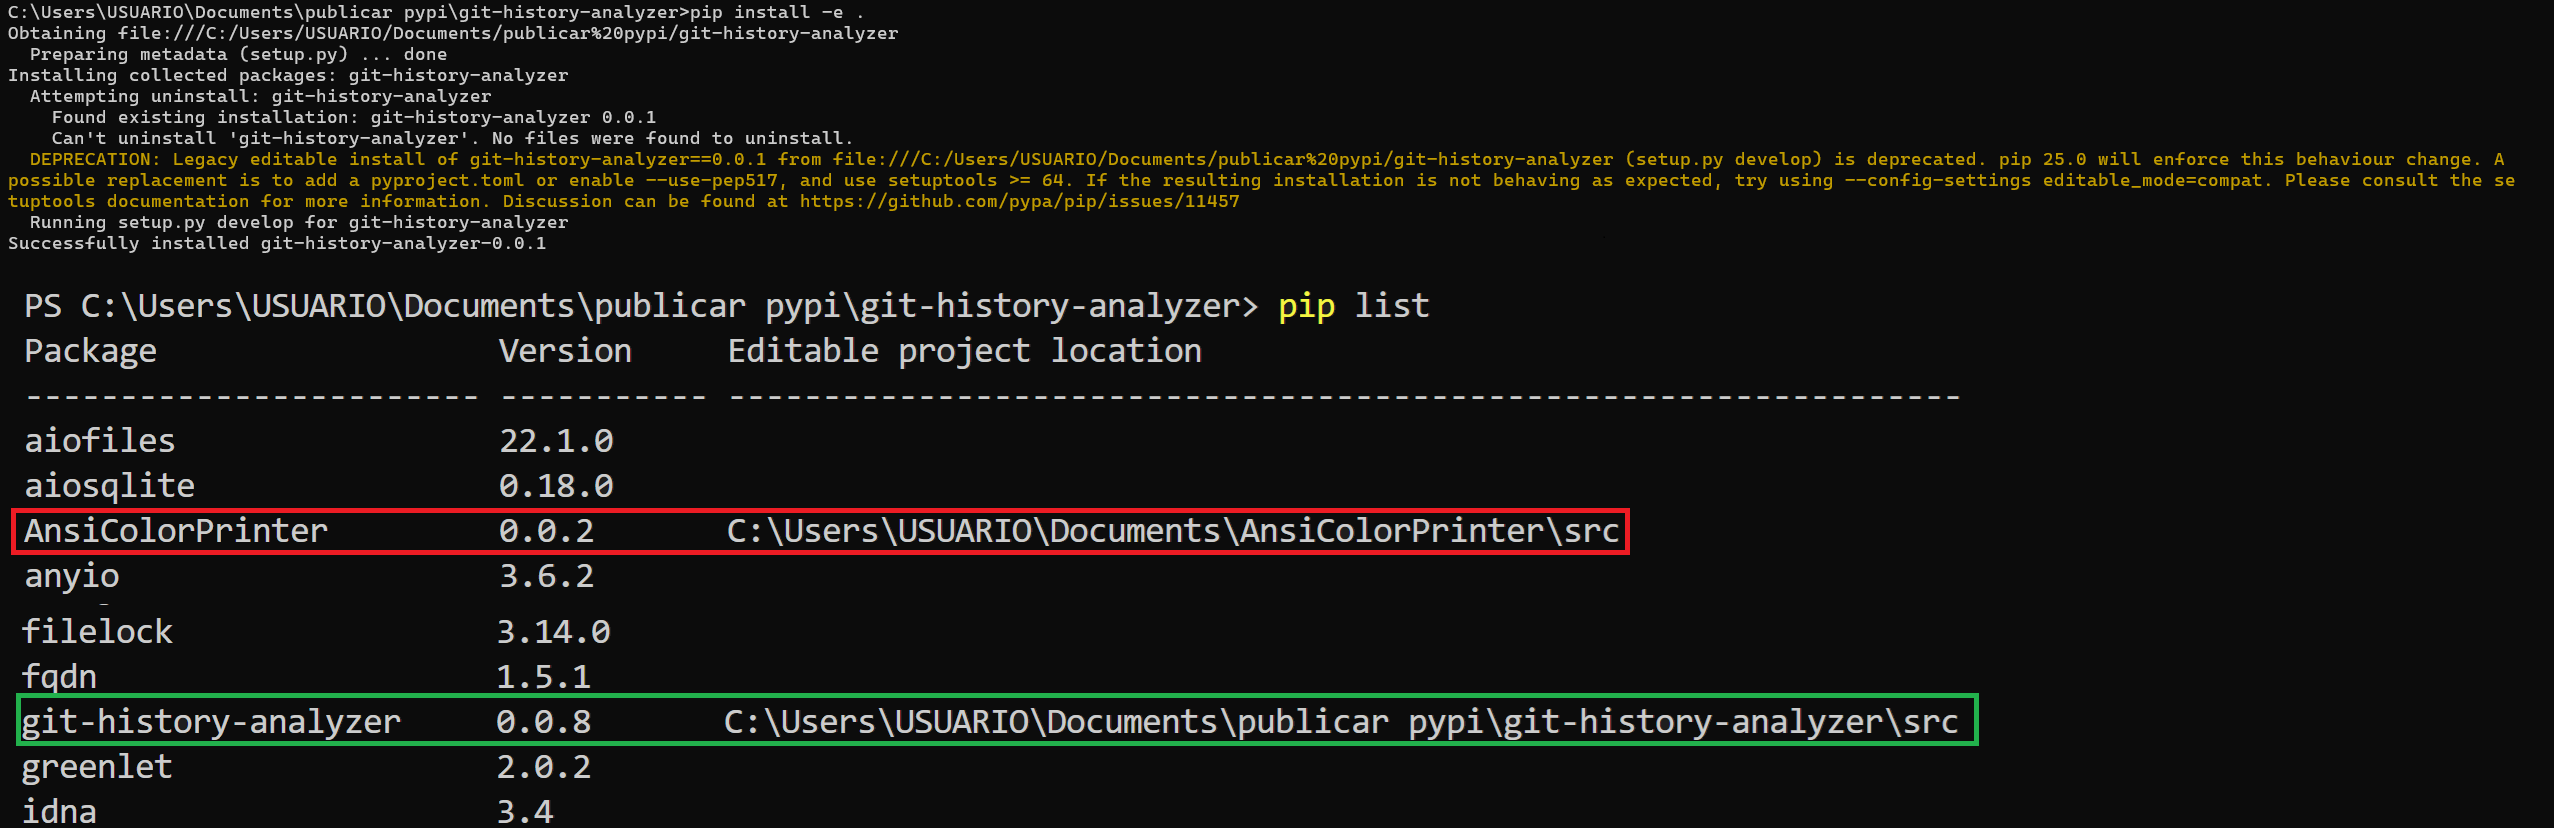 C:\Users\USUARIO\Documents\publicar pypi\git-history-analyzer>pip install -e .
Obtaining file:///C:/Users/USUARIO/Documents/publicar%20pypi/git-history-analyzer
  Preparing metadata (setup.py) ... done
Installing collected packages: git-history-analyzer
  Attempting uninstall: git-history-analyzer
    Found existing installation: git-history-analyzer 0.0.1
    Can't uninstall 'git-history-analyzer'. No files were found to uninstall.
  DEPRECATION: Legacy editable install of git-history-analyzer==0.0.1 from file:///C:/Users/USUARIO/Documents/publicar%20pypi/git-history-analyzer (setup.py develop) is deprecated. pip 25.0 will enforce this behaviour change. A
possible replacement is to add a pyproject.toml or enable --use-pep517, and use setuptools >= 64. If the resulting installation is not behaving as expected, try using --config-settings editable_mode=compat. Please consult the se
tuptools documentation for more information. Discussion can be found at https://github.com/pypa/pip/issues/11457
  Running setup.py develop for git-history-analyzer
Successfully installed git-history-analyzer-0.0.1
PS C:\Users\USUARIO\Documents\publicar pypi\git-history-analyzer> pip list
Package                  Version     Editable project location
------------------------ ----------- -----------------------------------------------------------------
aiofiles                 22.1.0
aiosqlite                0.18.0
AnsiColorPrinter         0.0.2       C:\Users\USUARIO\Documents\AnsiColorPrinter\src
anyio                    3.6.2
filelock                 3.14.0
fqdn                     1.5.1
git-history-analyzer     0.0.8       C:\Users\USUARIO\Documents\publicar pypi\git-history-analyzer\src
greenlet                 2.0.2
idna                     3.4